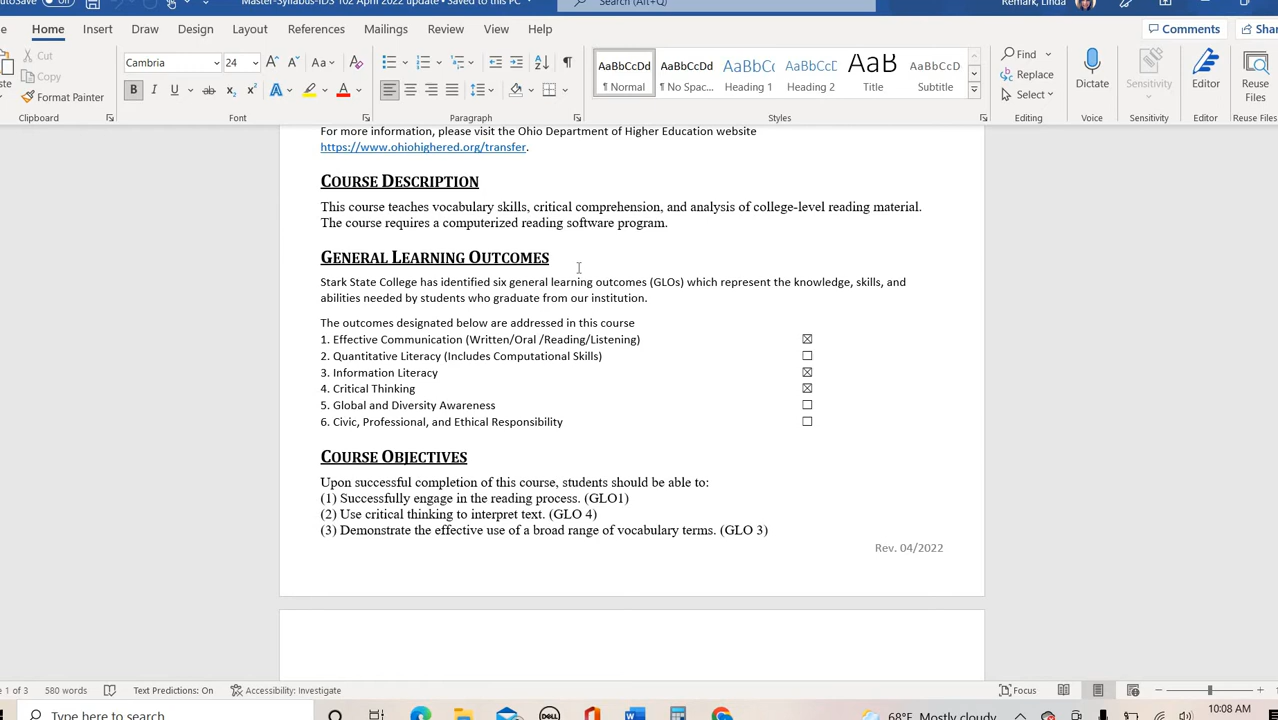 Master-Syllabus-IDS 102 April 2022 update • Saved to this PC
Search (Alt+Q)
Remark, Linda
Home Insert Draw Design Layout References Mailings Review View Help
Comments
Cut
Copy
Format Painter
Clipboard
Cambria 24
Font
Paragraph
AaBbCcDd AaBbCcDd AaBbCc AaBbCcD AaB AaBbCcD
¶ Normal ¶ No Spac... Heading 1 Heading 2 Title Subtitle
Styles
Find
Replace
Select
Editing
Dictate
Voice
Sensitivity
Sensitivity
Editor
Editor
Reuse
Files
Reuse Files
For more information, please visit the Ohio Department of Higher Education website
https://www.ohiohighered.org/transfer.
COURSE DESCRIPTION
This course teaches vocabulary skills, critical comprehension, and analysis of college-level reading material.
The course requires a computerized reading software program.
GENERAL LEARNING OUTCOMES
Stark State College has identified six general learning outcomes (GLOs) which represent the knowledge, skills, and
abilities needed by students who graduate from our institution.
The outcomes designated below are addressed in this course
1. Effective Communication (Written/Oral /Reading/Listening) ☒
2. Quantitative Literacy (Includes Computational Skills) ☐
3. Information Literacy ☒
4. Critical Thinking ☒
5. Global and Diversity Awareness ☐
6. Civic, Professional, and Ethical Responsibility ☐
COURSE OBJECTIVES
Upon successful completion of this course, students should be able to:
(1) Successfully engage in the reading process. (GLO1)
(2) Use critical thinking to interpret text. (GLO 4)
(3) Demonstrate the effective use of a broad range of vocabulary terms. (GLO 3)
Rev. 04/2022
1 of 3 580 words Text Predictions: On Accessibility: Investigate Focus
Type here to search
DELL
68°F Mostly cloudy
10:08 AM